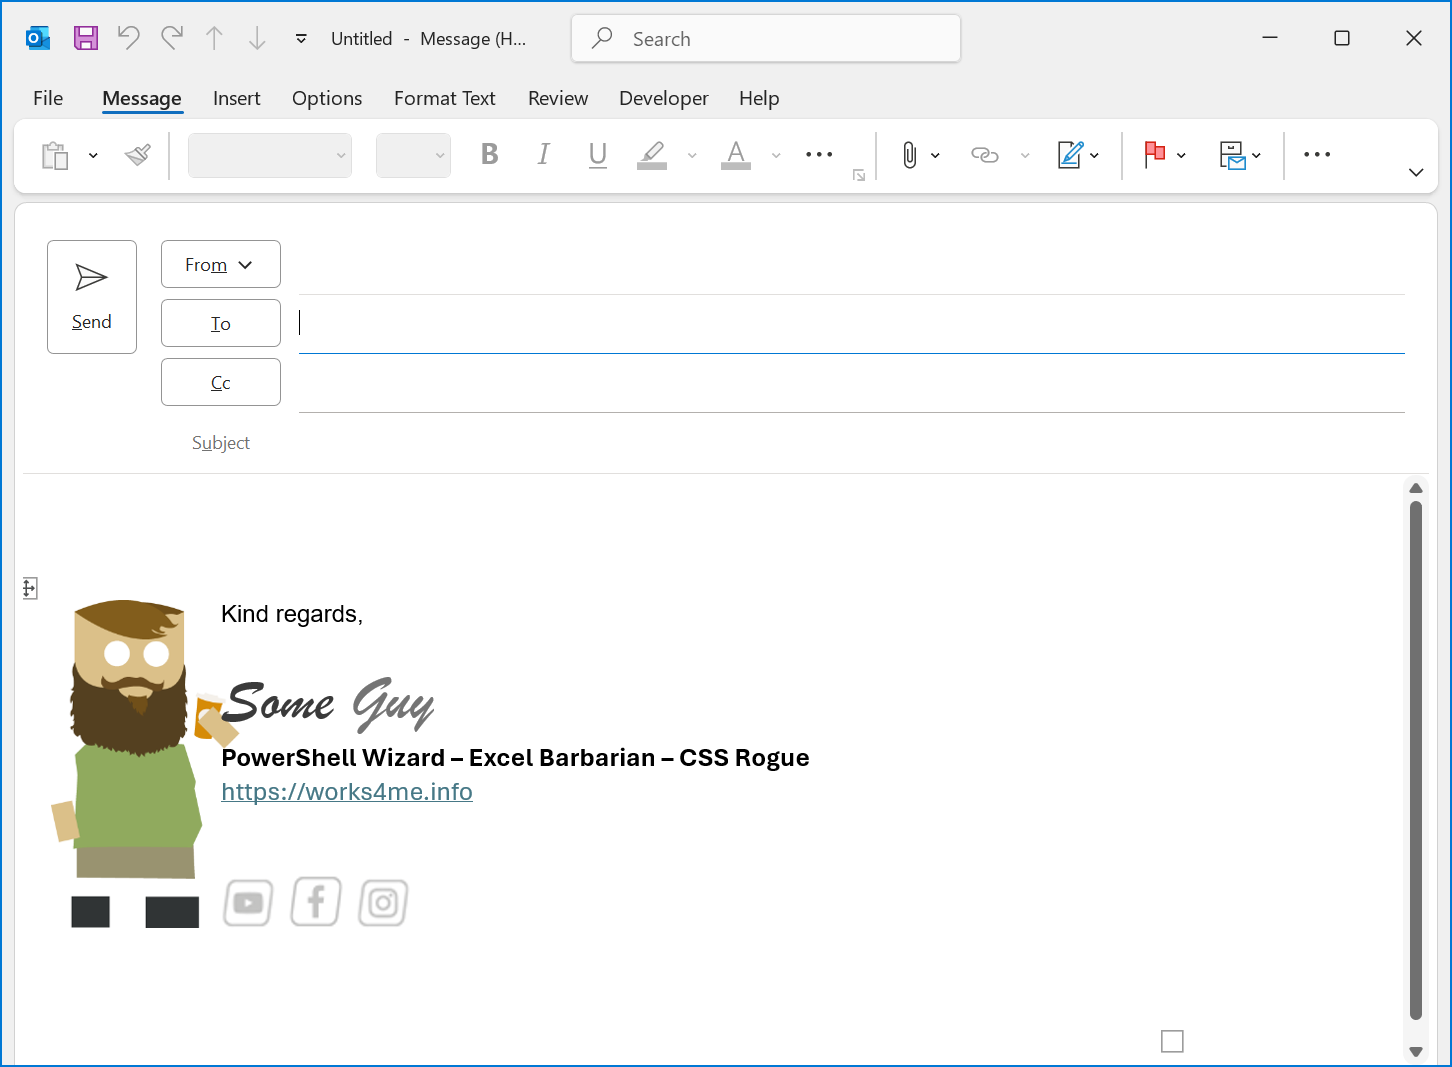 Untitled - Message (H...
Search
File Message Insert Options Format Text Review Developer Help
B I U A
Send
From
To
Cc
Subject
Kind regards,
Some Guy
PowerShell Wizard – Excel Barbarian – CSS Rogue
https://works4me.info